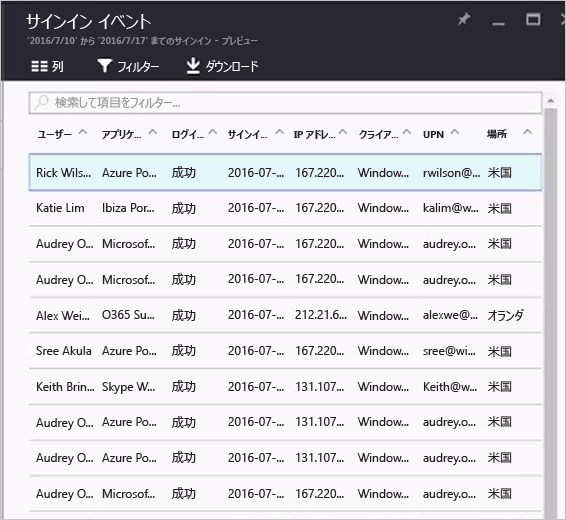 サインイン イベント
'2016/7/10' から '2016/7/17' までのサインイン - プレビュー
列 フィルター ダウンロード
検索して項目をフィルター...
ユーザー アプリケ... ログイ... サインイ... IP アドレ... クライア... UPN 場所
Rick Wils... Azure Po... 成功 2016-07-... 167.220... Window... rwilson@... 米国
Katie Lim Ibiza Por... 成功 2016-07-... 167.220... Window... kalim@w... 米国
Audrey O... Microsof... 成功 2016-07-... 167.220... Window... audrey.o... 米国
Audrey O... Microsof... 成功 2016-07-... 167.220... Window... audrey.o... 米国
Alex Wei... O365 Su... 成功 2016-07-... 212.21.6... Window... alexwe@... オランダ
Sree Akula Azure Po... 成功 2016-07-... 167.220... Window... sree@wi... 米国
Keith Brin... Skype W... 成功 2016-07-... 131.107... Window... Keith@w... 米国
Audrey O... Azure Po... 成功 2016-07-... 131.107... Window... audrey.o... 米国
Audrey O... Azure Po... 成功 2016-07-... 131.107... Window... audrey.o... 米国
Audrey O... Microsof... 成功 2016-07-... 167.220... Window... audrey.o... 米国